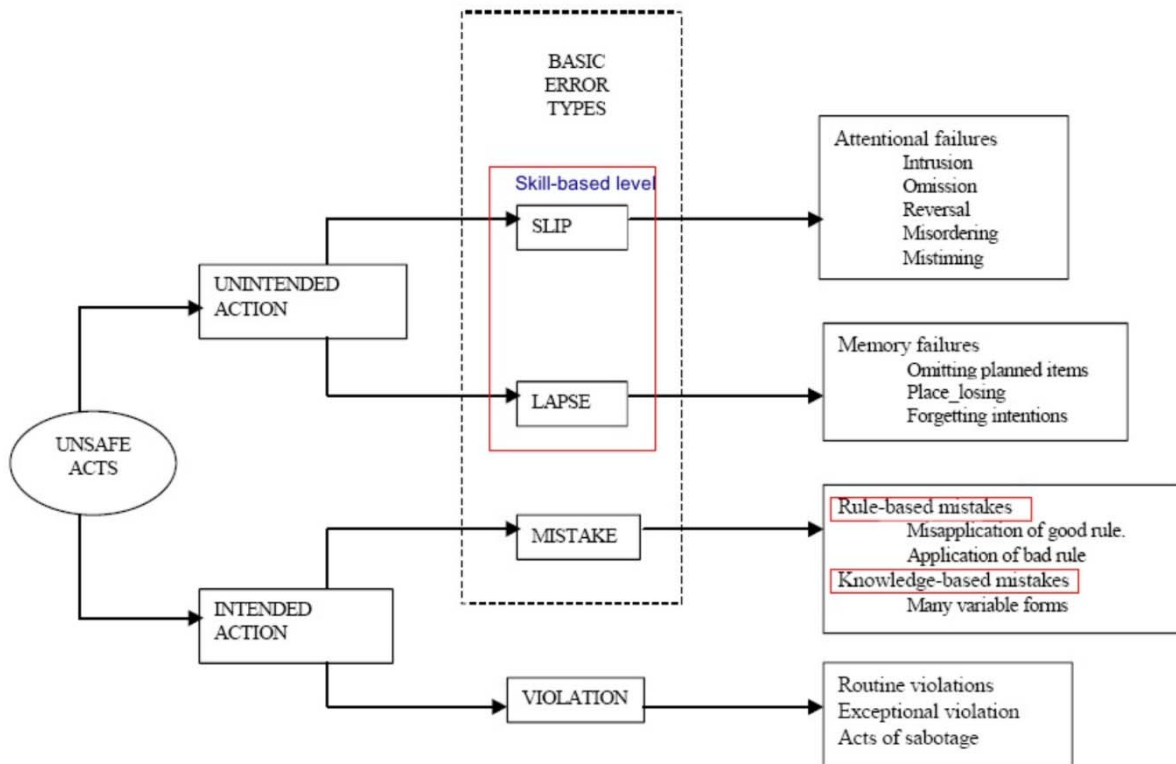 BASIC
ERROR
TYPES
Skill-based level
SLIP
Attentional failures
Intrusion
Omission
Reversal
Misordering
Mistiming
UNINTENDED
ACTION
LAPSE
Memory failures
Omitting planned items
Place_losing
Forgetting intentions
UNSAFE
ACTS
MISTAKE
Rule-based mistakes
Misapplication of good rule.
Application of bad rule
Knowledge-based mistakes
Many variable forms
INTENDED
ACTION
VIOLATION
Routine violations
Exceptional violation
Acts of sabotage